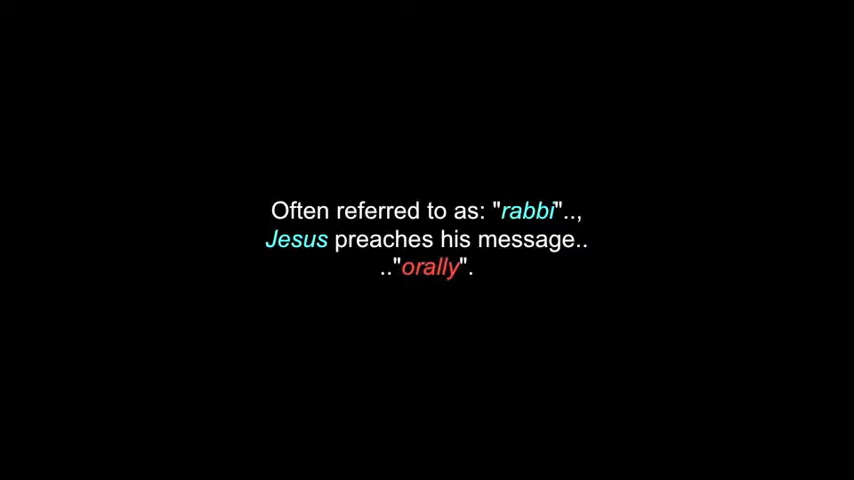 Often referred to as: "rabbi"..,
Jesus preaches his message..
.."orally".